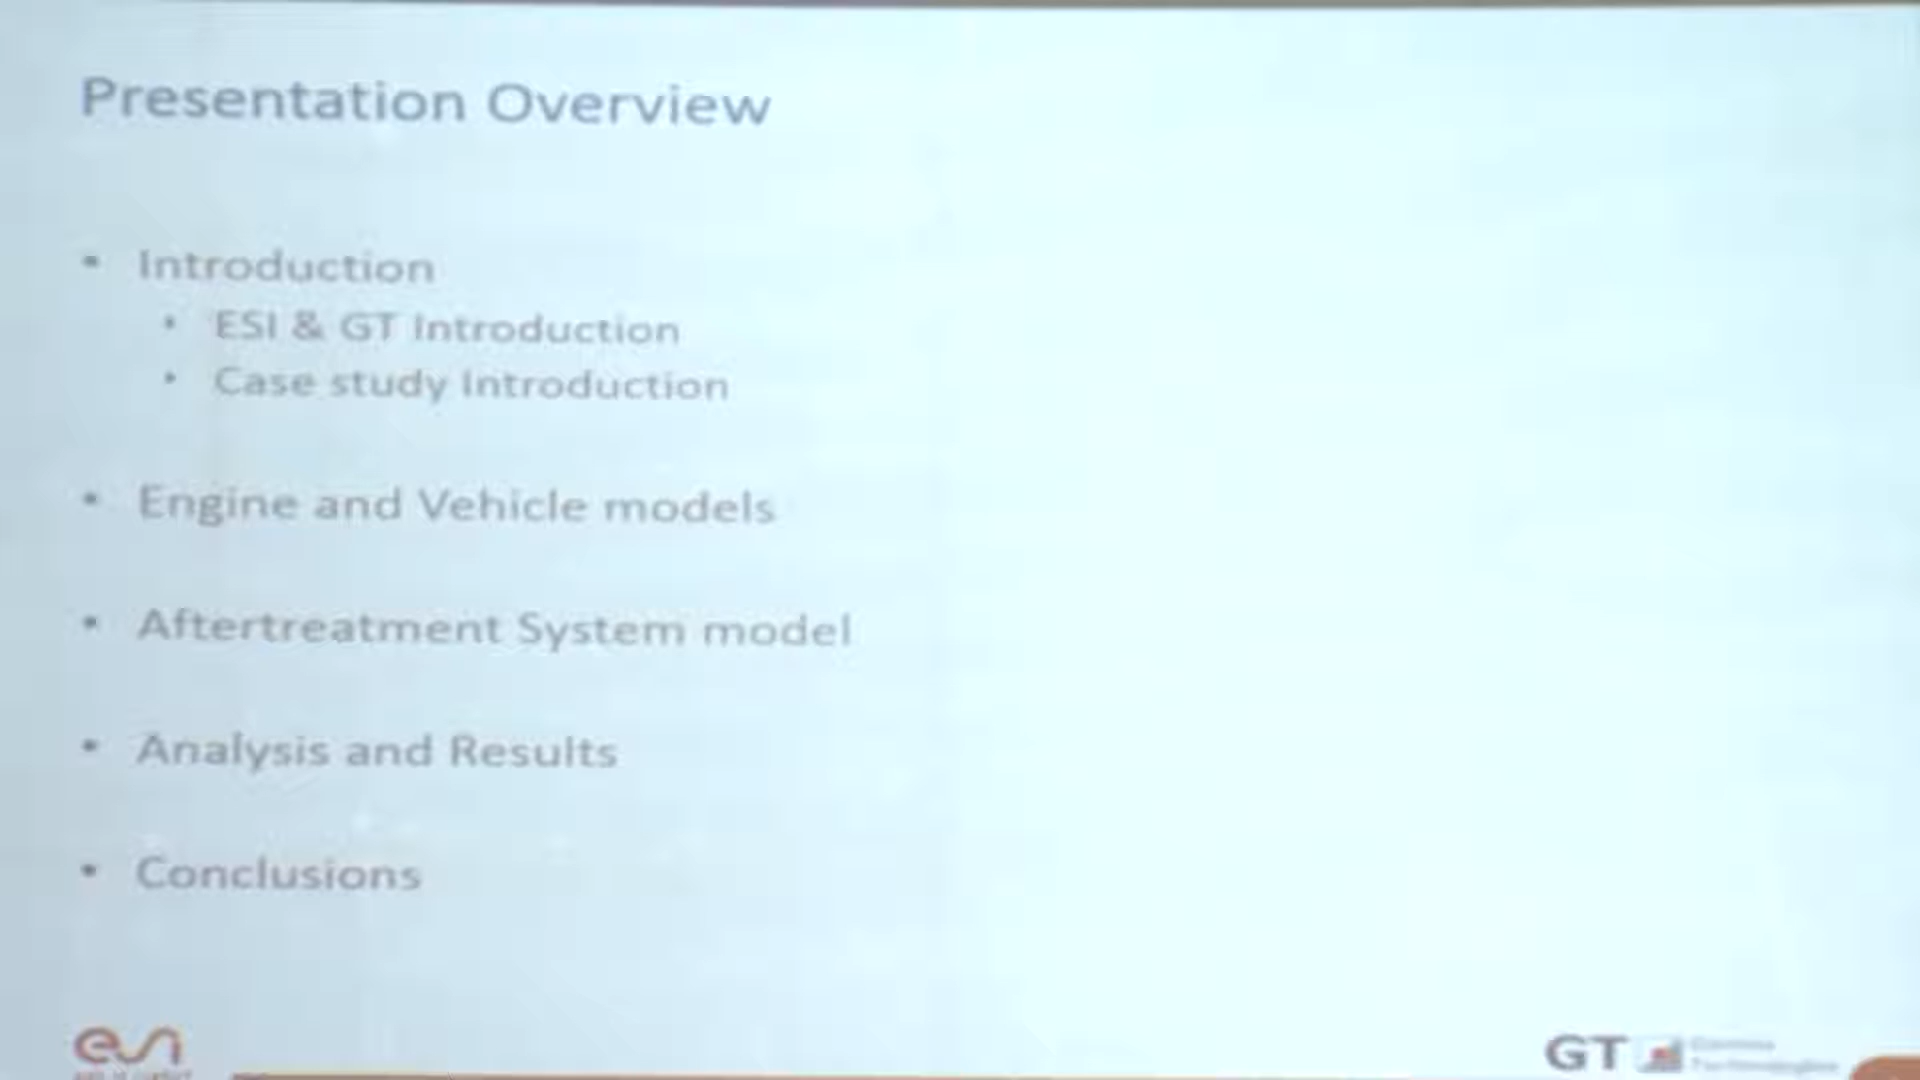 Presentation Overview
• Introduction
• ESI & GT Introduction
• Case study Introduction
• Engine and Vehicle models
• Aftertreatment System model
• Analysis and Results
• Conclusions
esi
GT